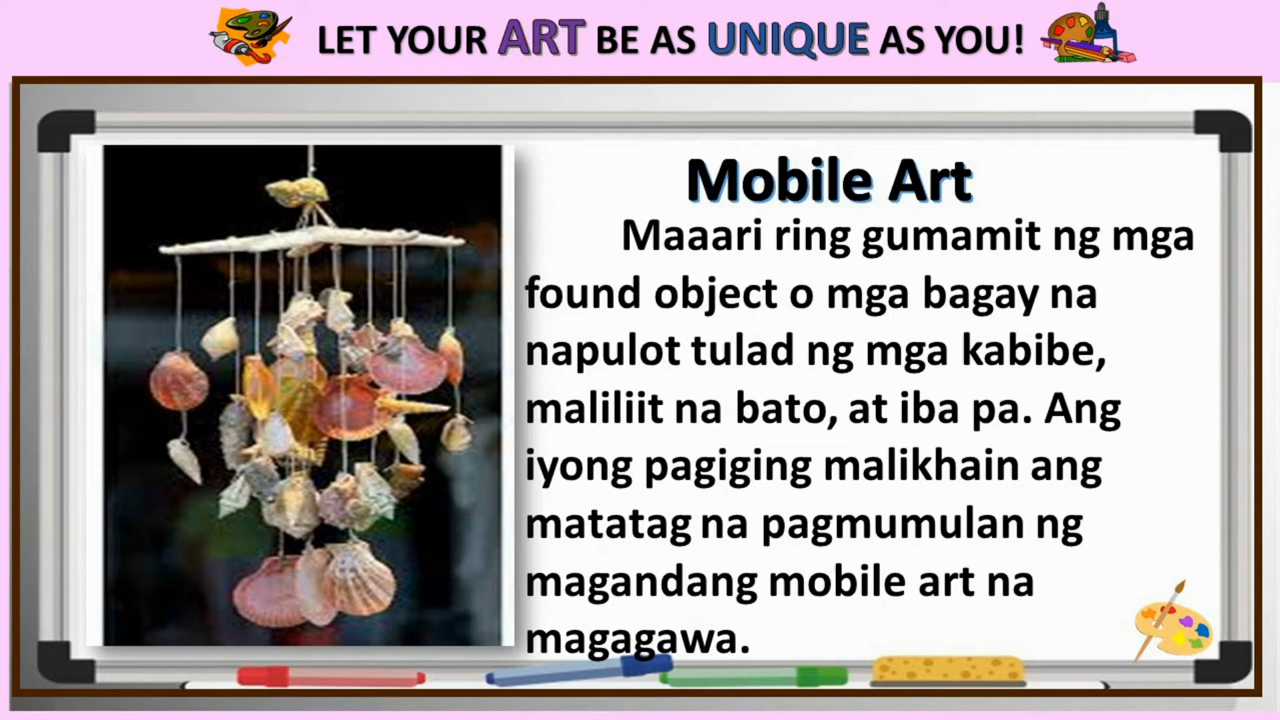 LET YOUR ART BE AS UNIQUE AS YOU!
Mobile Art
Maaari ring gumamit ng mga
found object o mga bagay na
napulot tulad ng mga kabibe,
maliliit na bato, at iba pa. Ang
iyong pagiging malikhain ang
matatag na pagmumulan ng
magandang mobile art na
magagawa.